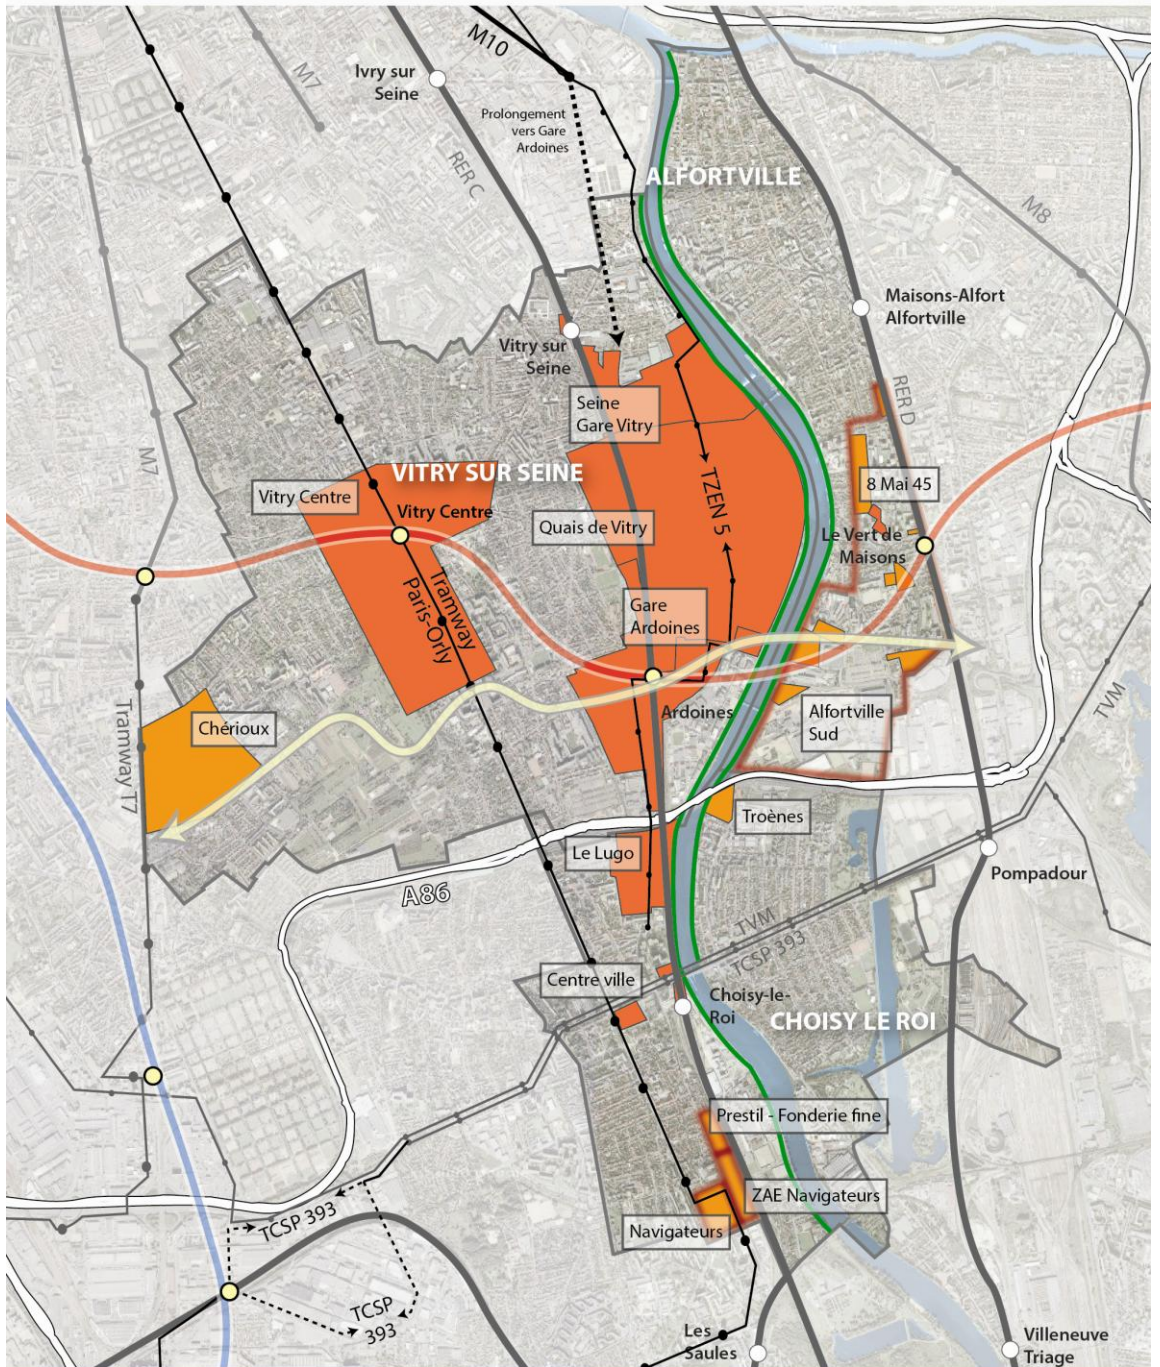 M10
M7
Ivry sur
Seine
Prolongement
vers Gare
Ardoines
RER C
ALFORTVILLE
M8
Maisons-Alfort
Alfortville
Vitry sur
Seine
RER D
Seine
Gare Vitry
M7
VITRY SUR SEINE
Vitry Centre
Vitry Centre
TZEN 5
8 Mai 45
Quais de Vitry
Le Vert de
Maisons
Tramway
Paris-Orly
Gare
Ardoines
Ardoines
Chérioux
Alfortville
Sud
TVM
Tramway T7
Troènes
Le Lugo
A86
Pompadour
TVM
TCSP 393
Centre ville
Choisy-le-
Roi
CHOISY LE ROI
Prestil - Fonderie fine
ZAE Navigateurs
Navigateurs
TCSP 393
TCSP
393
Les
Saules
Villeneuve
Triage